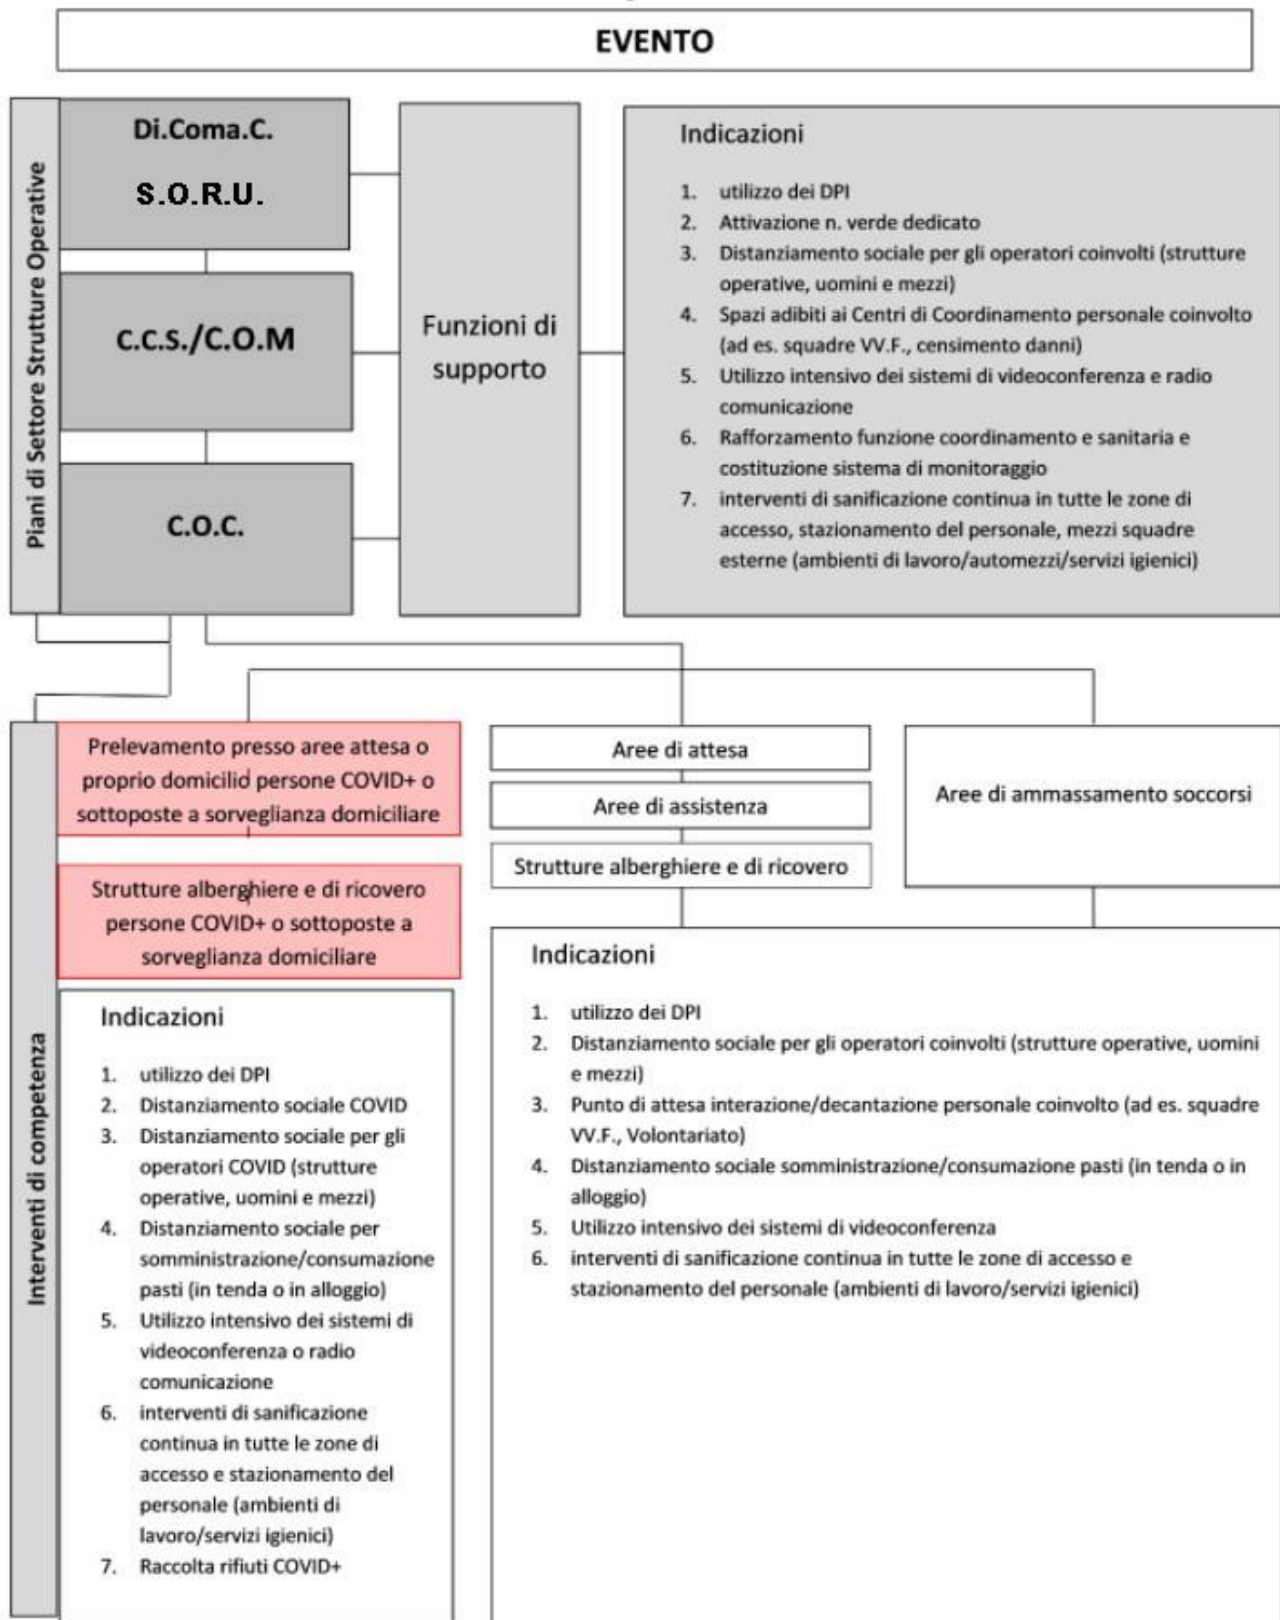 EVENTO
Piani di Settore Strutture Operative
Di.Coma.C.
S.O.R.U.
C.C.S./C.O.M
C.O.C.
Funzioni di
supporto
Indicazioni
1. utilizzo dei DPI
2. Attivazione n. verde dedicato
3. Distanziamento sociale per gli operatori coinvolti (strutture
operative, uomini e mezzi)
4. Spazi adibiti ai Centri di Coordinamento personale coinvolto
(ad es. squadre VV.F., censimento danni)
5. Utilizzo intensivo dei sistemi di videoconferenza e radio
comunicazione
6. Rafforzamento funzione coordinamento e sanitaria e
costituzione sistema di monitoraggio
7. interventi di sanificazione continua in tutte le zone di
accesso, stazionamento del personale, mezzi squadre
esterne (ambienti di lavoro/automezzi/servizi igienici)
Interventi di competenza
Prelevamento presso aree attesa o
proprio domicilio persone COVID+ o
sottoposte a sorveglianza domiciliare
Strutture alberghiere e di ricovero
persone COVID+ o sottoposte a
sorveglianza domiciliare
Indicazioni
1. utilizzo dei DPI
2. Distanziamento sociale COVID
3. Distanziamento sociale per gli
operatori COVID (strutture
operative, uomini e mezzi)
4. Distanziamento sociale per
somministrazione/consumazione
pasti (in tenda o in alloggio)
5. Utilizzo intensivo dei sistemi di
videoconferenza o radio
comunicazione
6. interventi di sanificazione
continua in tutte le zone di
accesso e stazionamento del
personale (ambienti di
lavoro/servizi igienici)
7. Raccolta rifiuti COVID+
Aree di attesa
Aree di assistenza
Strutture alberghiere e di ricovero
Aree di ammassamento soccorsi
Indicazioni
1. utilizzo dei DPI
2. Distanziamento sociale per gli operatori coinvolti (strutture operative, uomini
e mezzi)
3. Punto di attesa interazione/decantazione personale coinvolto (ad es. squadre
VV.F., Volontariato)
4. Distanziamento sociale somministrazione/consumazione pasti (in tenda o in
alloggio)
5. Utilizzo intensivo dei sistemi di videoconferenza
6. interventi di sanificazione continua in tutte le zone di accesso e
stazionamento del personale (ambienti di lavoro/servizi igienici)